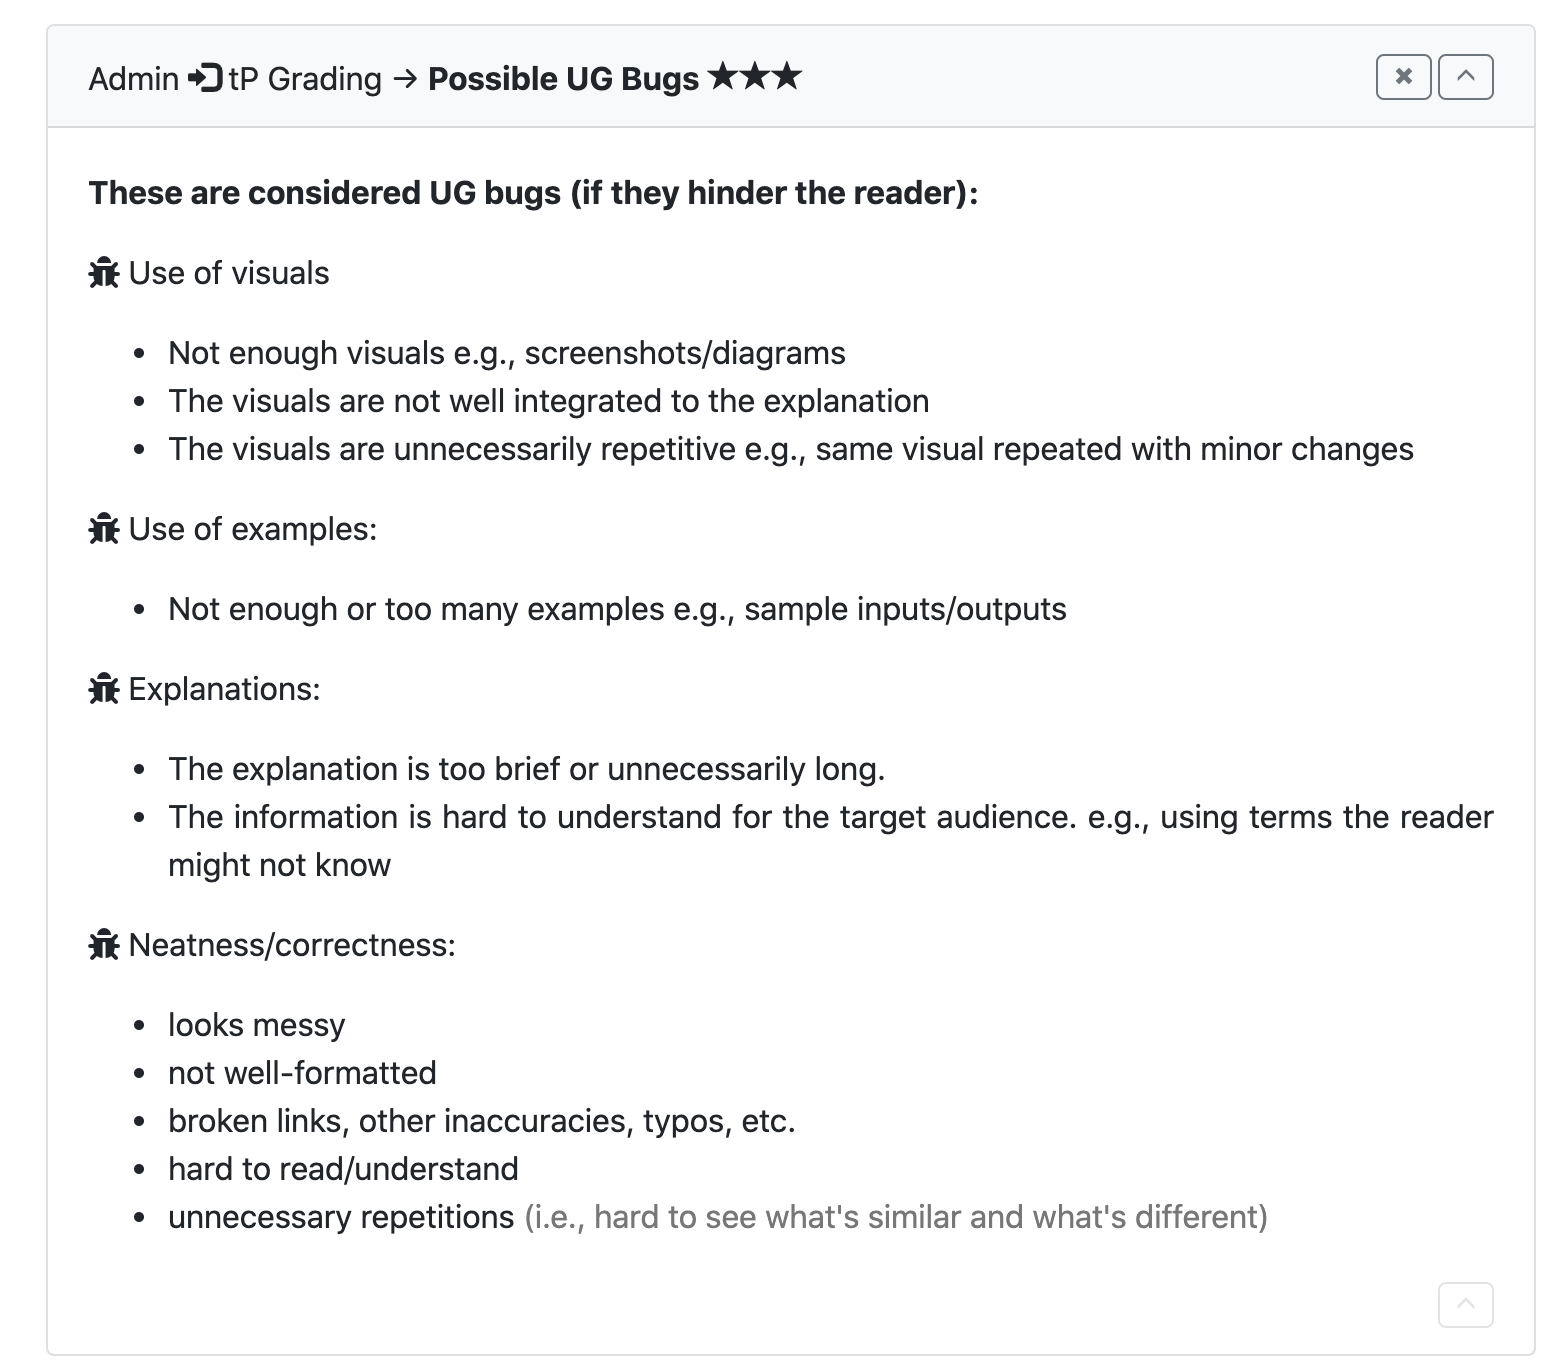 Admin tP Grading → Possible UG Bugs ★★★
These are considered UG bugs (if they hinder the reader):
Use of visuals
• Not enough visuals e.g., screenshots/diagrams
• The visuals are not well integrated to the explanation
• The visuals are unnecessarily repetitive e.g., same visual repeated with minor changes
Use of examples:
• Not enough or too many examples e.g., sample inputs/outputs
Explanations:
• The explanation is too brief or unnecessarily long.
• The information is hard to understand for the target audience. e.g., using terms the reader
might not know
Neatness/correctness:
• looks messy
• not well-formatted
• broken links, other inaccuracies, typos, etc.
• hard to read/understand
• unnecessary repetitions (i.e., hard to see what's similar and what's different)